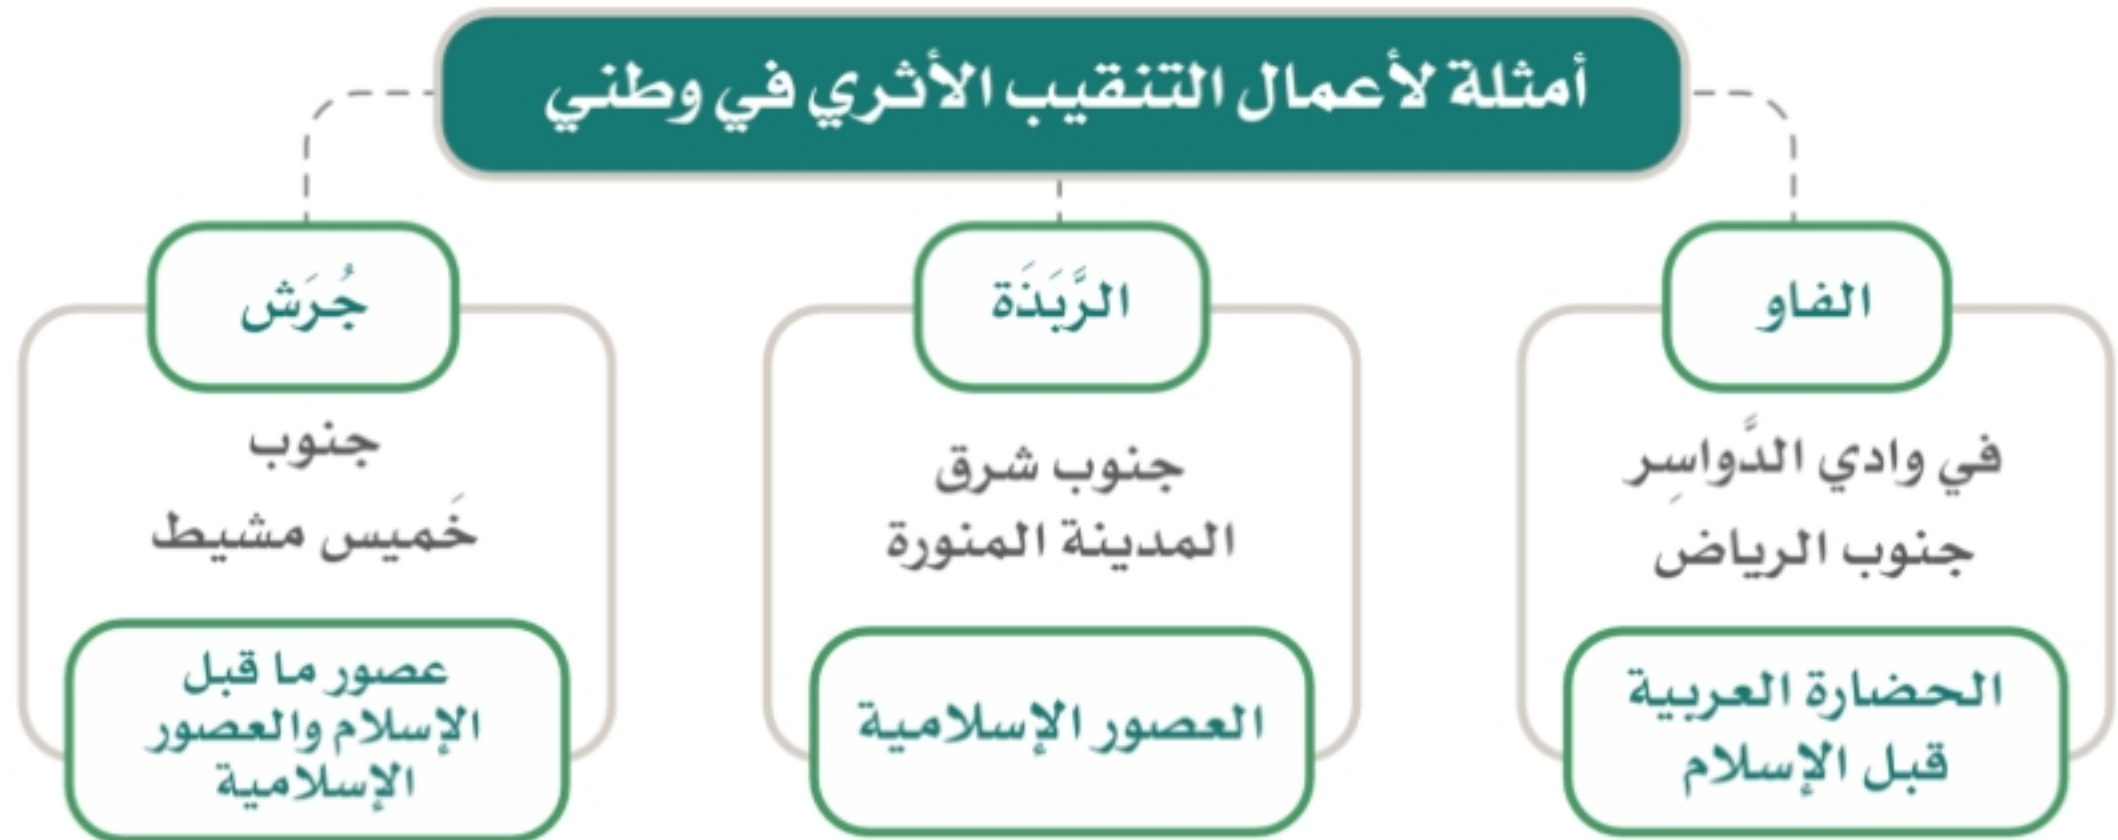 أمثلة لأعمال التنقيب الأثري في وطني
الفاو
في وادي الدَّواسِر
جنوب الرياض
الحضارة العربية
قبل الإسلام
الرَّبَذَة
جنوب شرق
المدينة المنورة
العصور الإسلامية
جُرَش
جنوب
خَميس مشيط
عصور ما قبل
الإسلام والعصور
الإسلامية